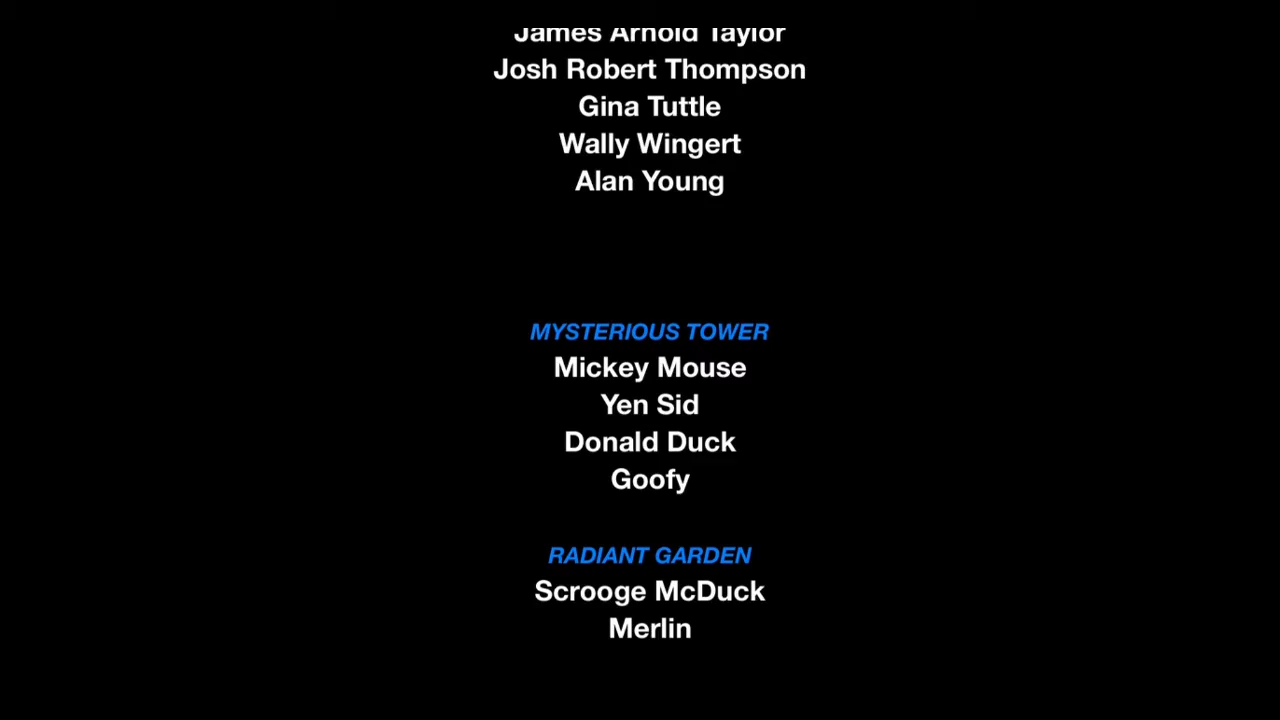 James Arnold Taylor
Josh Robert Thompson
Gina Tuttle
Wally Wingert
Alan Young
MYSTERIOUS TOWER
Mickey Mouse
Yen Sid
Donald Duck
Goofy
RADIANT GARDEN
Scrooge McDuck
Merlin